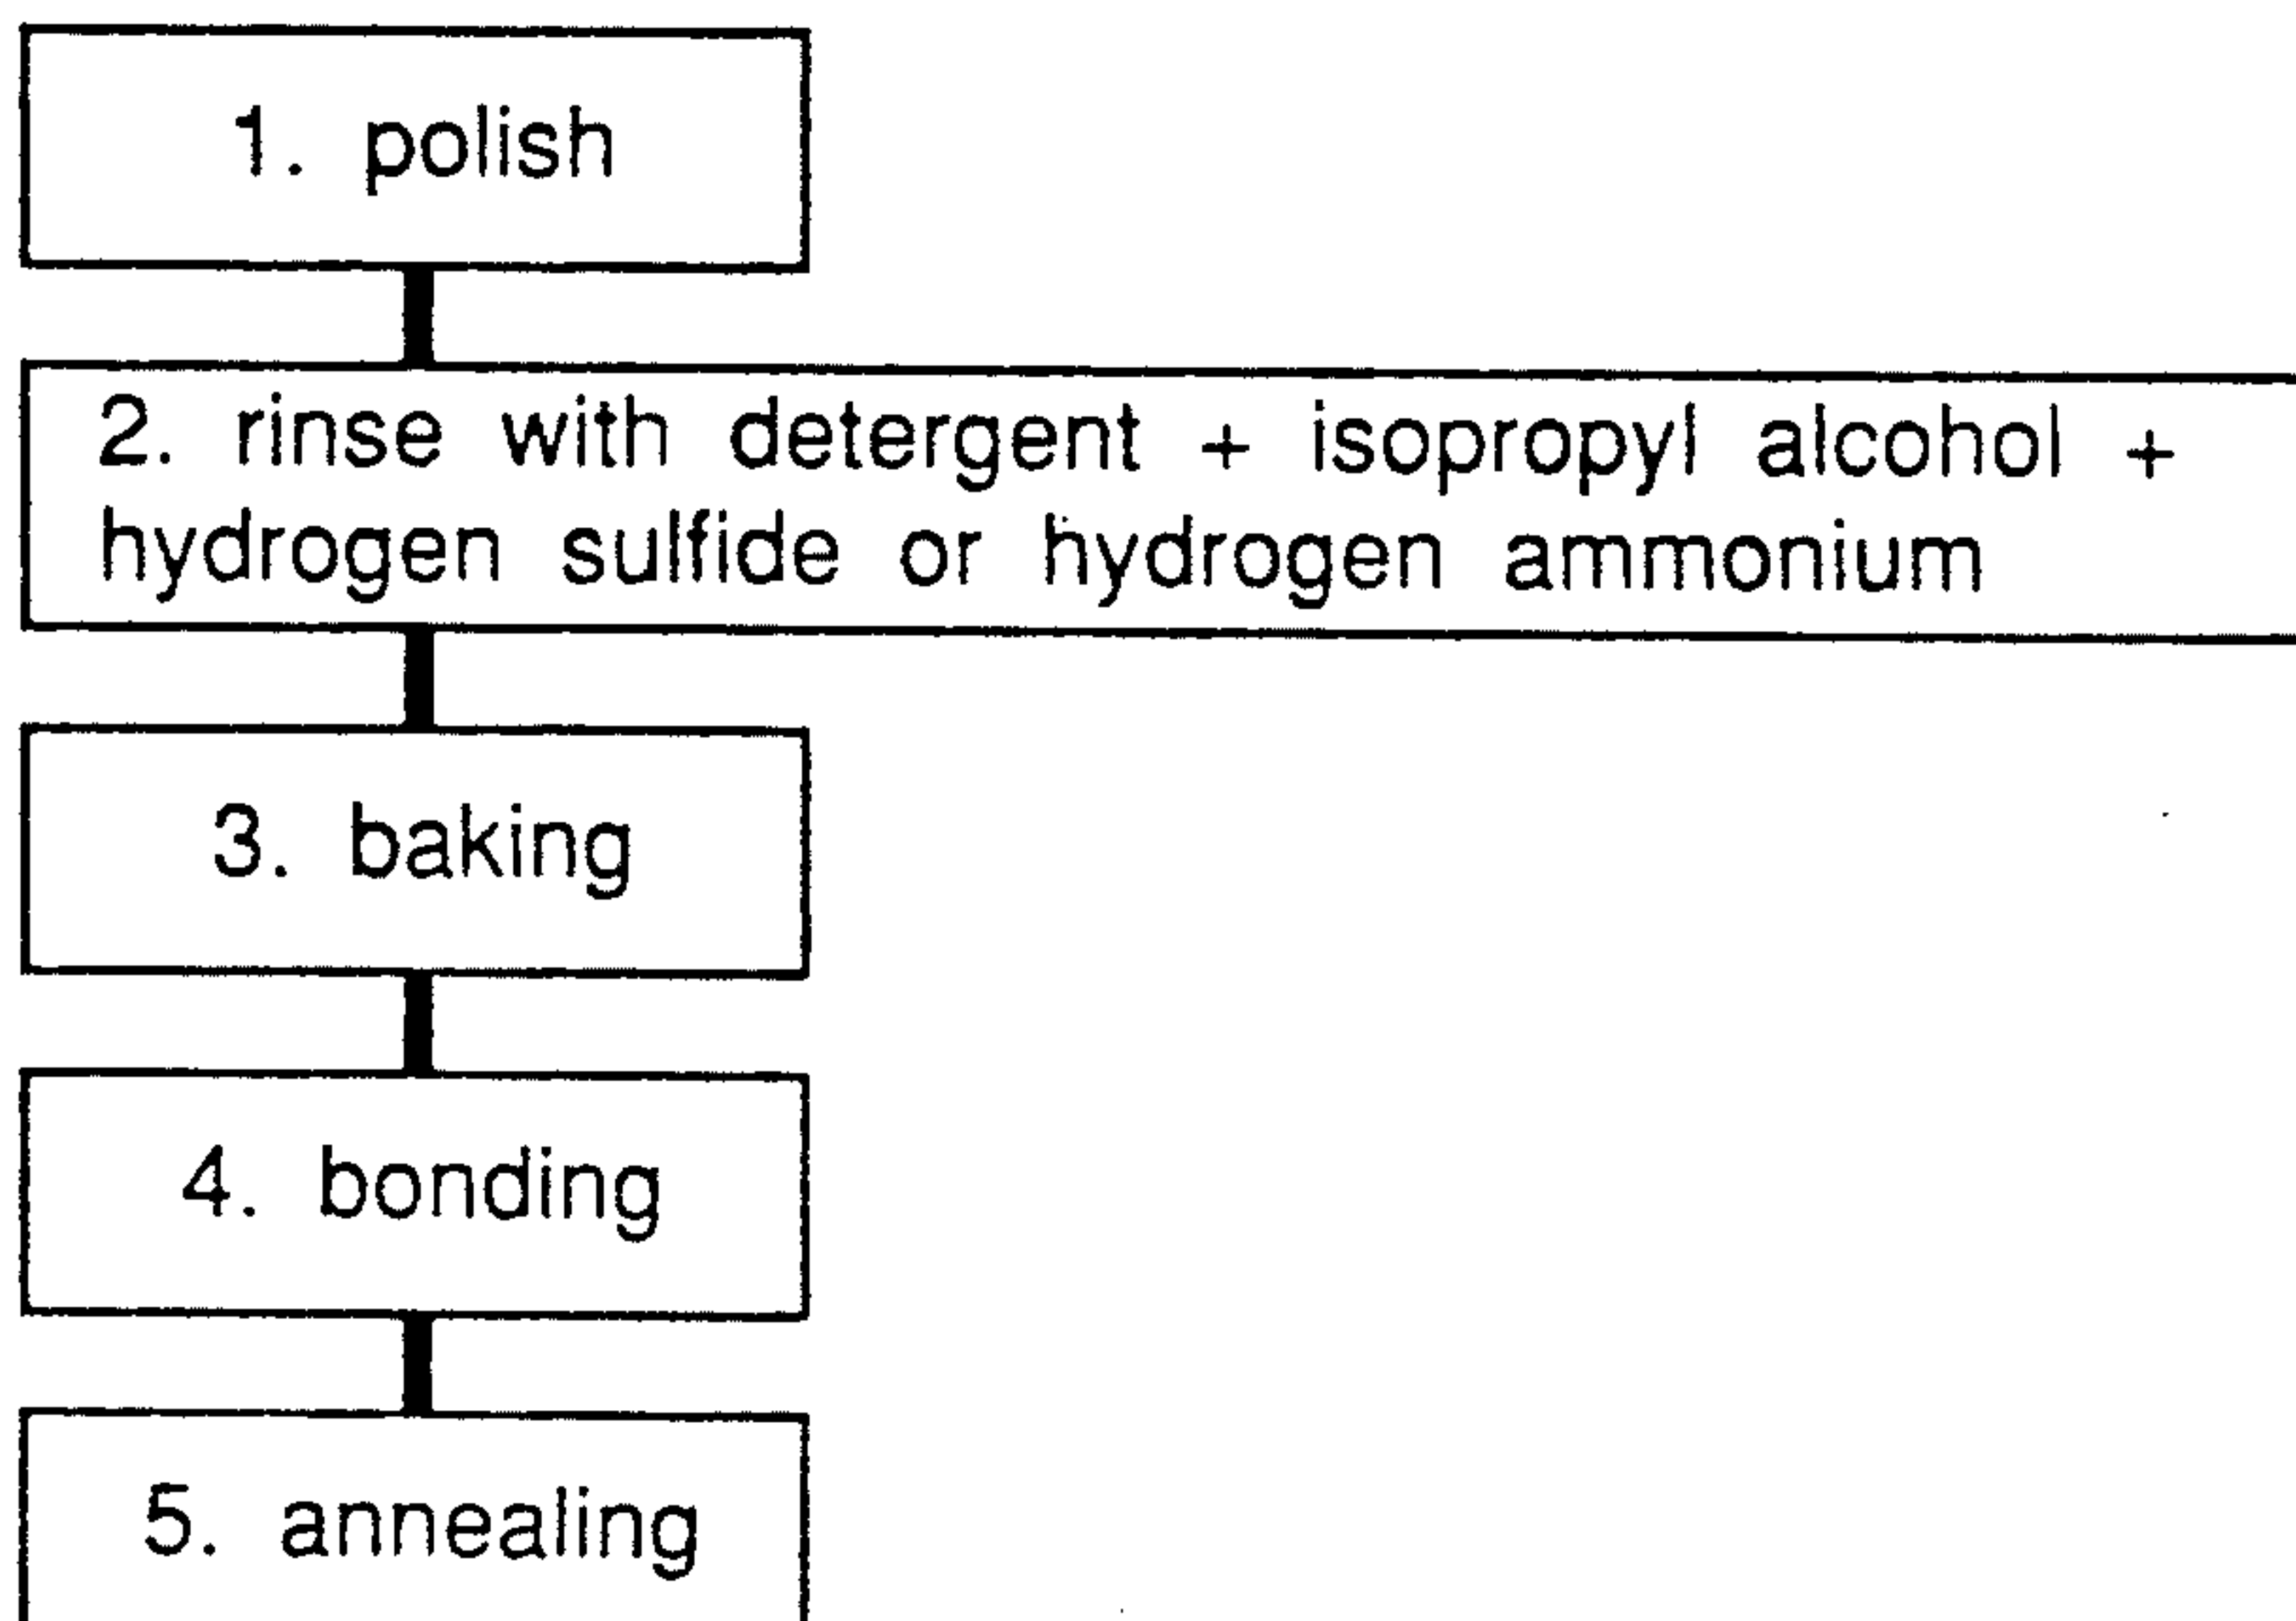 1. polish
2. rinse with detergent + isopropyl alcohol +
hydrogen sulfide or hydrogen ammonium
3. baking
4. bonding
5. annealing